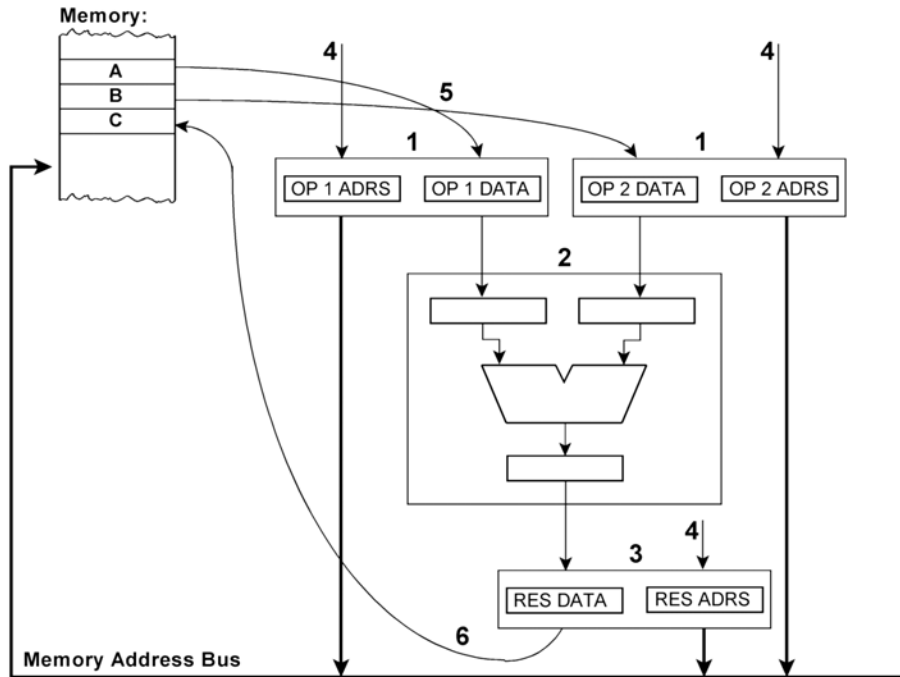 Memory:
A
B
C
4
4
5
1
1
OP 1 ADRS
OP 1 DATA
OP 2 DATA
OP 2 ADRS
2
4
3
RES DATA
RES ADRS
6
Memory Address Bus